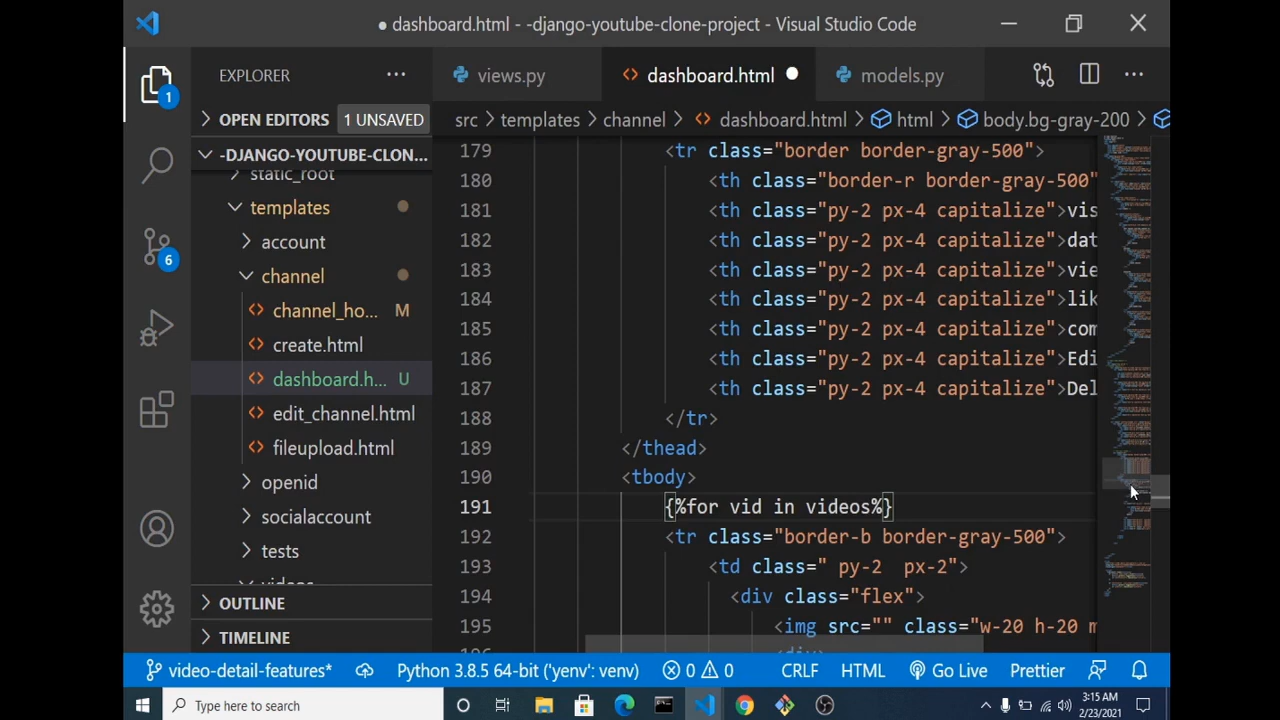 ● dashboard.html - -django-youtube-clone-project - Visual Studio Code
EXPLORER ...
views.py
dashboard.html
models.py
OPEN EDITORS 1 UNSAVED
src > templates > channel > dashboard.html > html > body.bg-gray-200 >
-DJANGO-YOUTUBE-CLON...
static_root
templates
account
channel
channel_ho... M
create.html
dashboard.h... U
edit_channel.html
fileupload.html
openid
socialaccount
tests
videos
OUTLINE
TIMELINE
1
6
179 <tr class="border border-gray-500">
180 <th class="border-r border-gray-500"
181 <th class="py-2 px-4 capitalize">vis
182 <th class="py-2 px-4 capitalize">dat
183 <th class="py-2 px-4 capitalize">vie
184 <th class="py-2 px-4 capitalize">lik
185 <th class="py-2 px-4 capitalize">com
186 <th class="py-2 px-4 capitalize">Edi
187 <th class="py-2 px-4 capitalize">Del
188 </tr>
189 </thead>
190 <tbody>
191 {%for vid in videos%}
192 <tr class="border-b border-gray-500">
193 <td class=" py-2  px-2">
194 <div class="flex">
195 <img src="" class="w-20 h-20 m
196 <div>
video-detail-features* Python 3.8.5 64-bit ('yenv': venv) 0 0 CRLF HTML Go Live Prettier
Type here to search
3:15 AM
2/23/2021